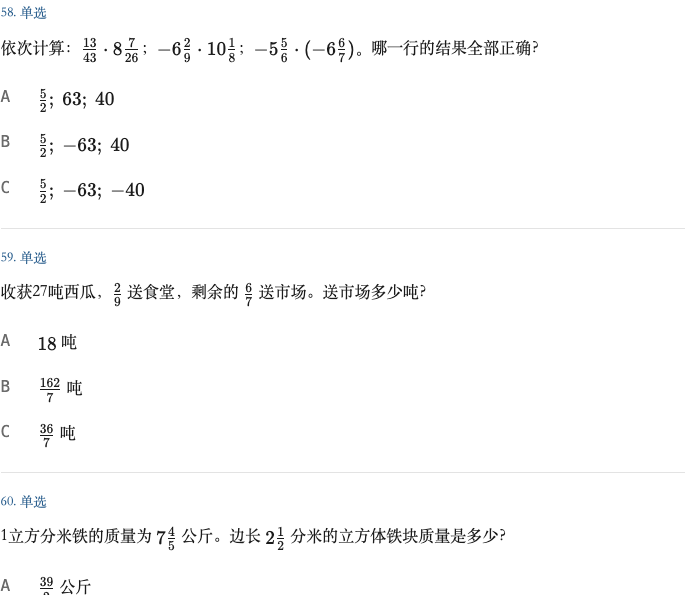 58. 单选
依次计算： 13/43 · 8 7/26； −6 2/9 · 10 1/8； −5 5/6 · (−6 6/7)。哪一行的结果全部正确?
A 5/2; 63; 40
B 5/2; −63; 40
C 5/2; −63; −40
59. 单选
收获27吨西瓜，2/9 送食堂，剩余的 6/7 送市场。送市场多少吨?
A 18 吨
B 162/7 吨
C 36/7 吨
60. 单选
1立方分米铁的质量为 7 4/5 公斤。边长 2 1/2 分米的立方体铁块质量是多少?
A 39/2 公斤